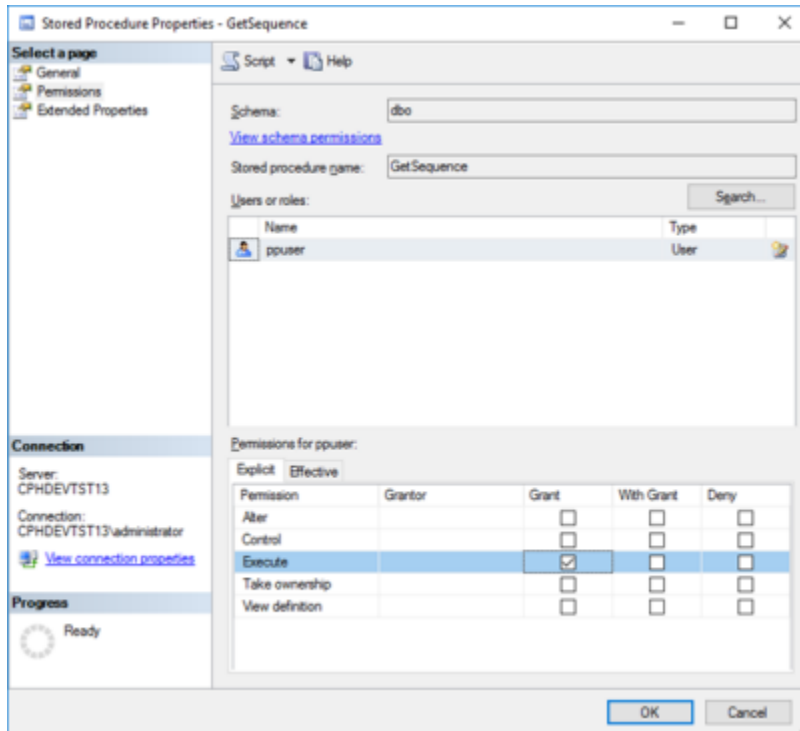 Stored Procedure Properties - GetSequence
Select a page
General
Permissions
Extended Properties
Script
Help
Schema:
dbo
View schema permissions
Stored procedure name:
GetSequence
Users or roles:
Search...
Name Type
ppuser User
Connection
Server:
CPHDEVTST13
Connection:
CPHDEVTST13\administrator
View connection properties
Progress
Ready
Permissions for ppuser:
Explicit Effective
Permission Grantor Grant With Grant Deny
Alter
Control
Execute
Take ownership
View definition
OK Cancel